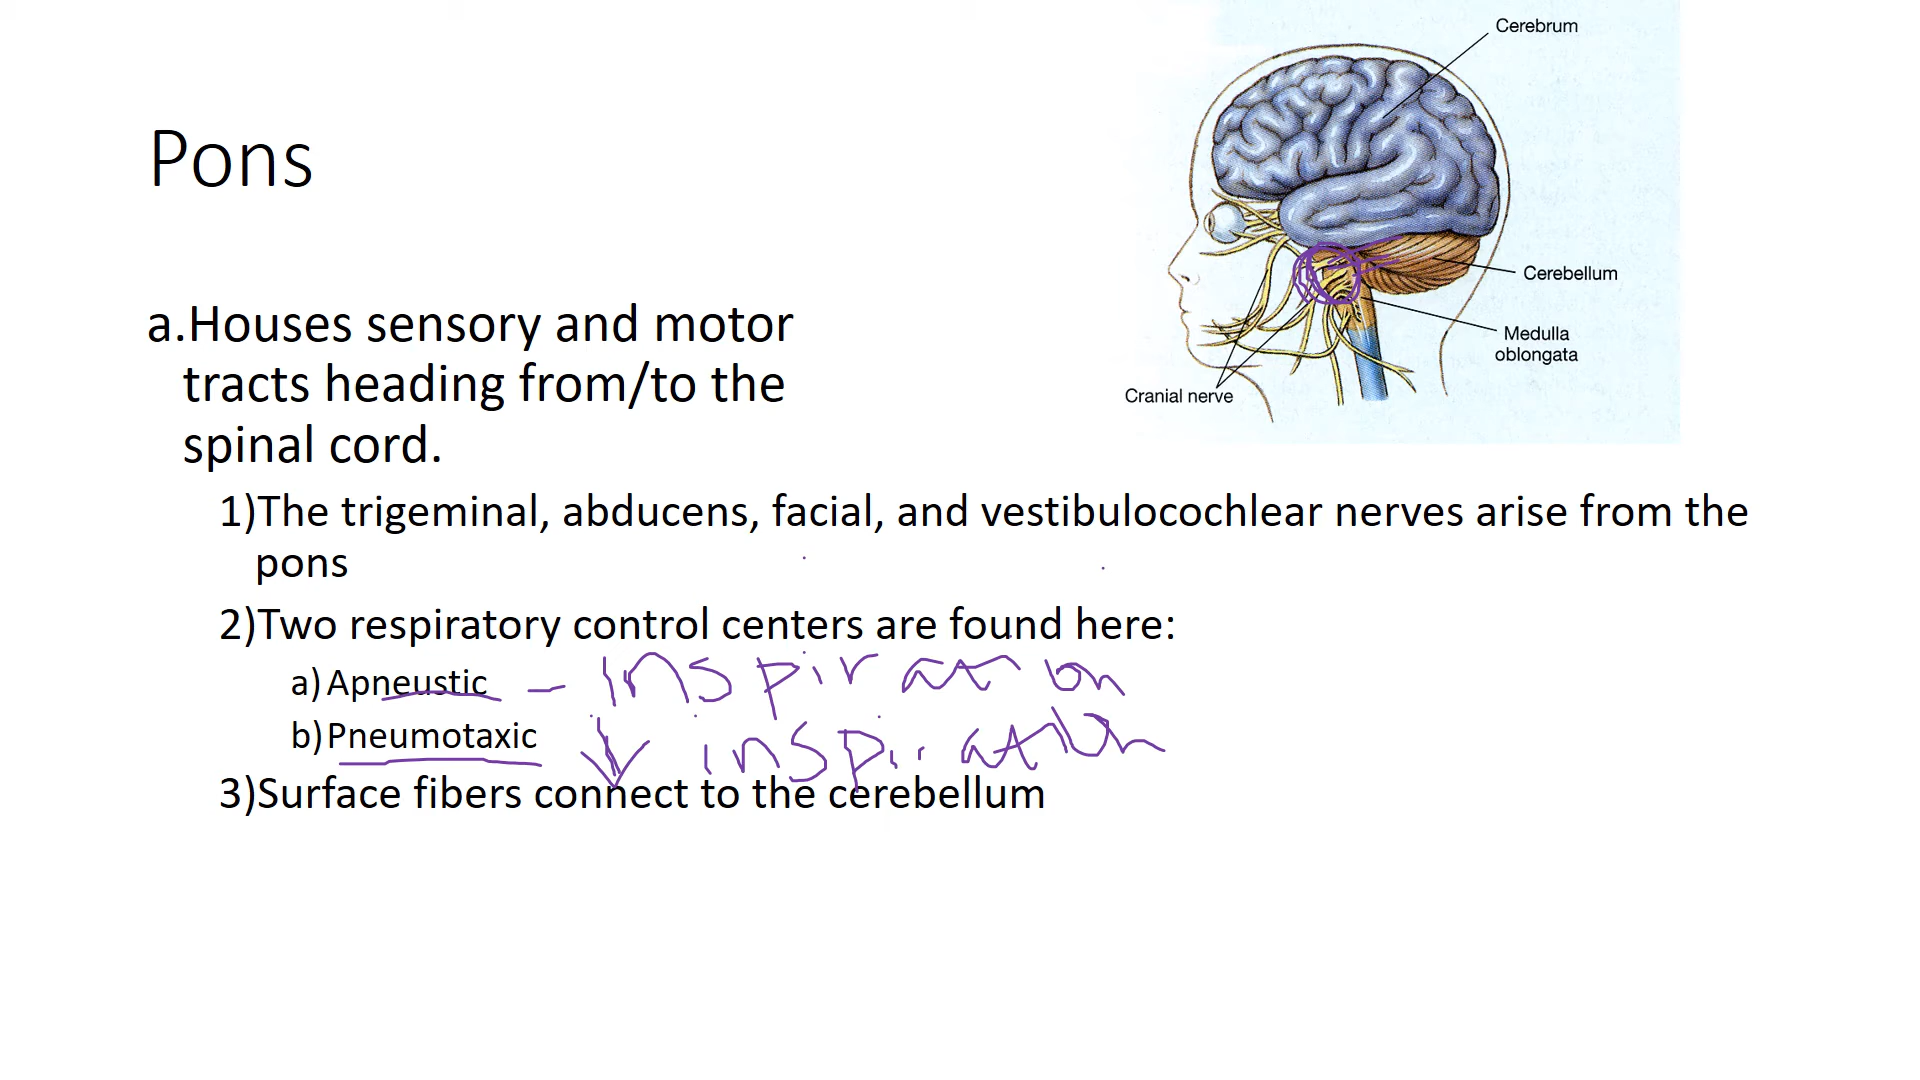 Cerebrum
Pons
Cerebellum
a.Houses sensory and motor
Medulla
oblongata
tracts heading from/to the
Cranial nerve
spinal cord.
1)The trigeminal, abducens, facial, and vestibulocochlear nerves arise from the
pons
2)Two respiratory control centers are found here:
a)Apneustic – inspiration
b)Pneumotaxic ↓ inspiration
3)Surface fibers connect to the cerebellum